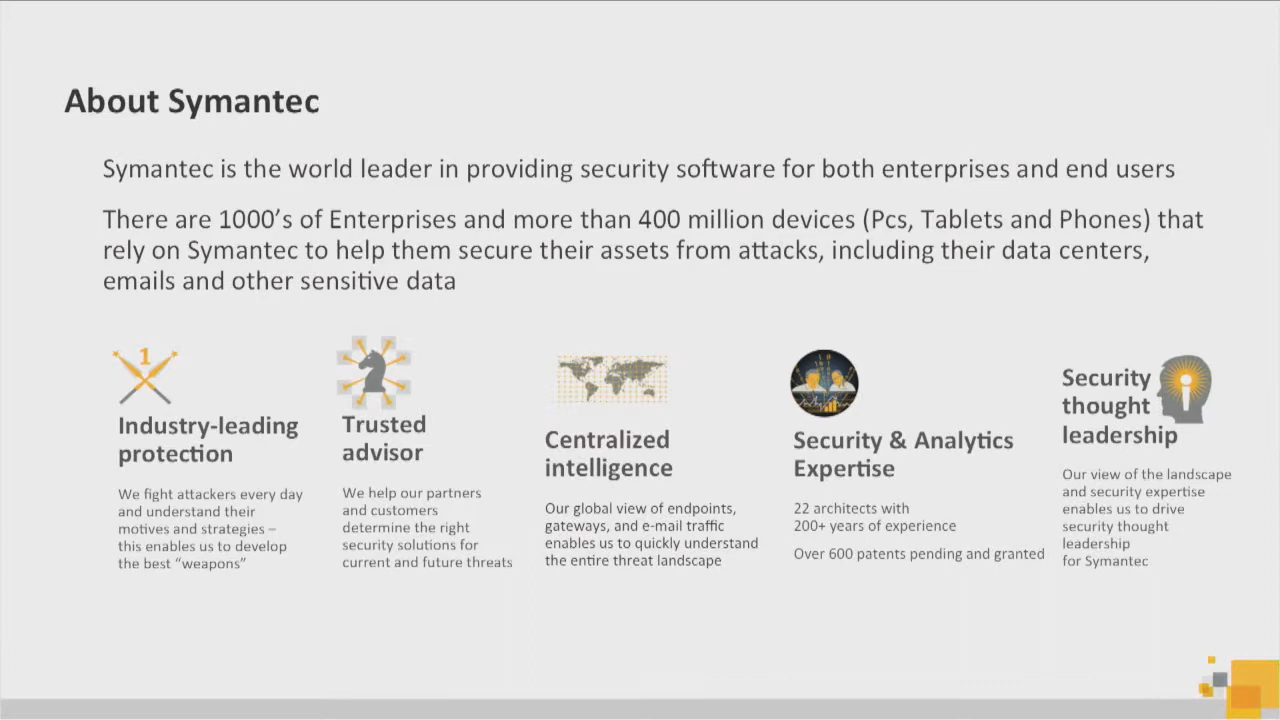 About Symantec
Symantec is the world leader in providing security software for both enterprises and end users
There are 1000’s of Enterprises and more than 400 million devices (Pcs, Tablets and Phones) that
rely on Symantec to help them secure their assets from attacks, including their data centers,
emails and other sensitive data
1
Industry-leading
protection
We fight attackers every day
and understand their
motives and strategies –
this enables us to develop
the best “weapons”
Trusted
advisor
We help our partners
and customers
determine the right
security solutions for
current and future threats
Centralized
intelligence
Our global view of endpoints,
gateways, and e-mail traffic
enables us to quickly understand
the entire threat landscape
Security & Analytics
Expertise
22 architects with
200+ years of experience
Over 600 patents pending and granted
Security
thought
leadership
Our view of the landscape
and security expertise
enables us to drive
security thought
leadership
for Symantec